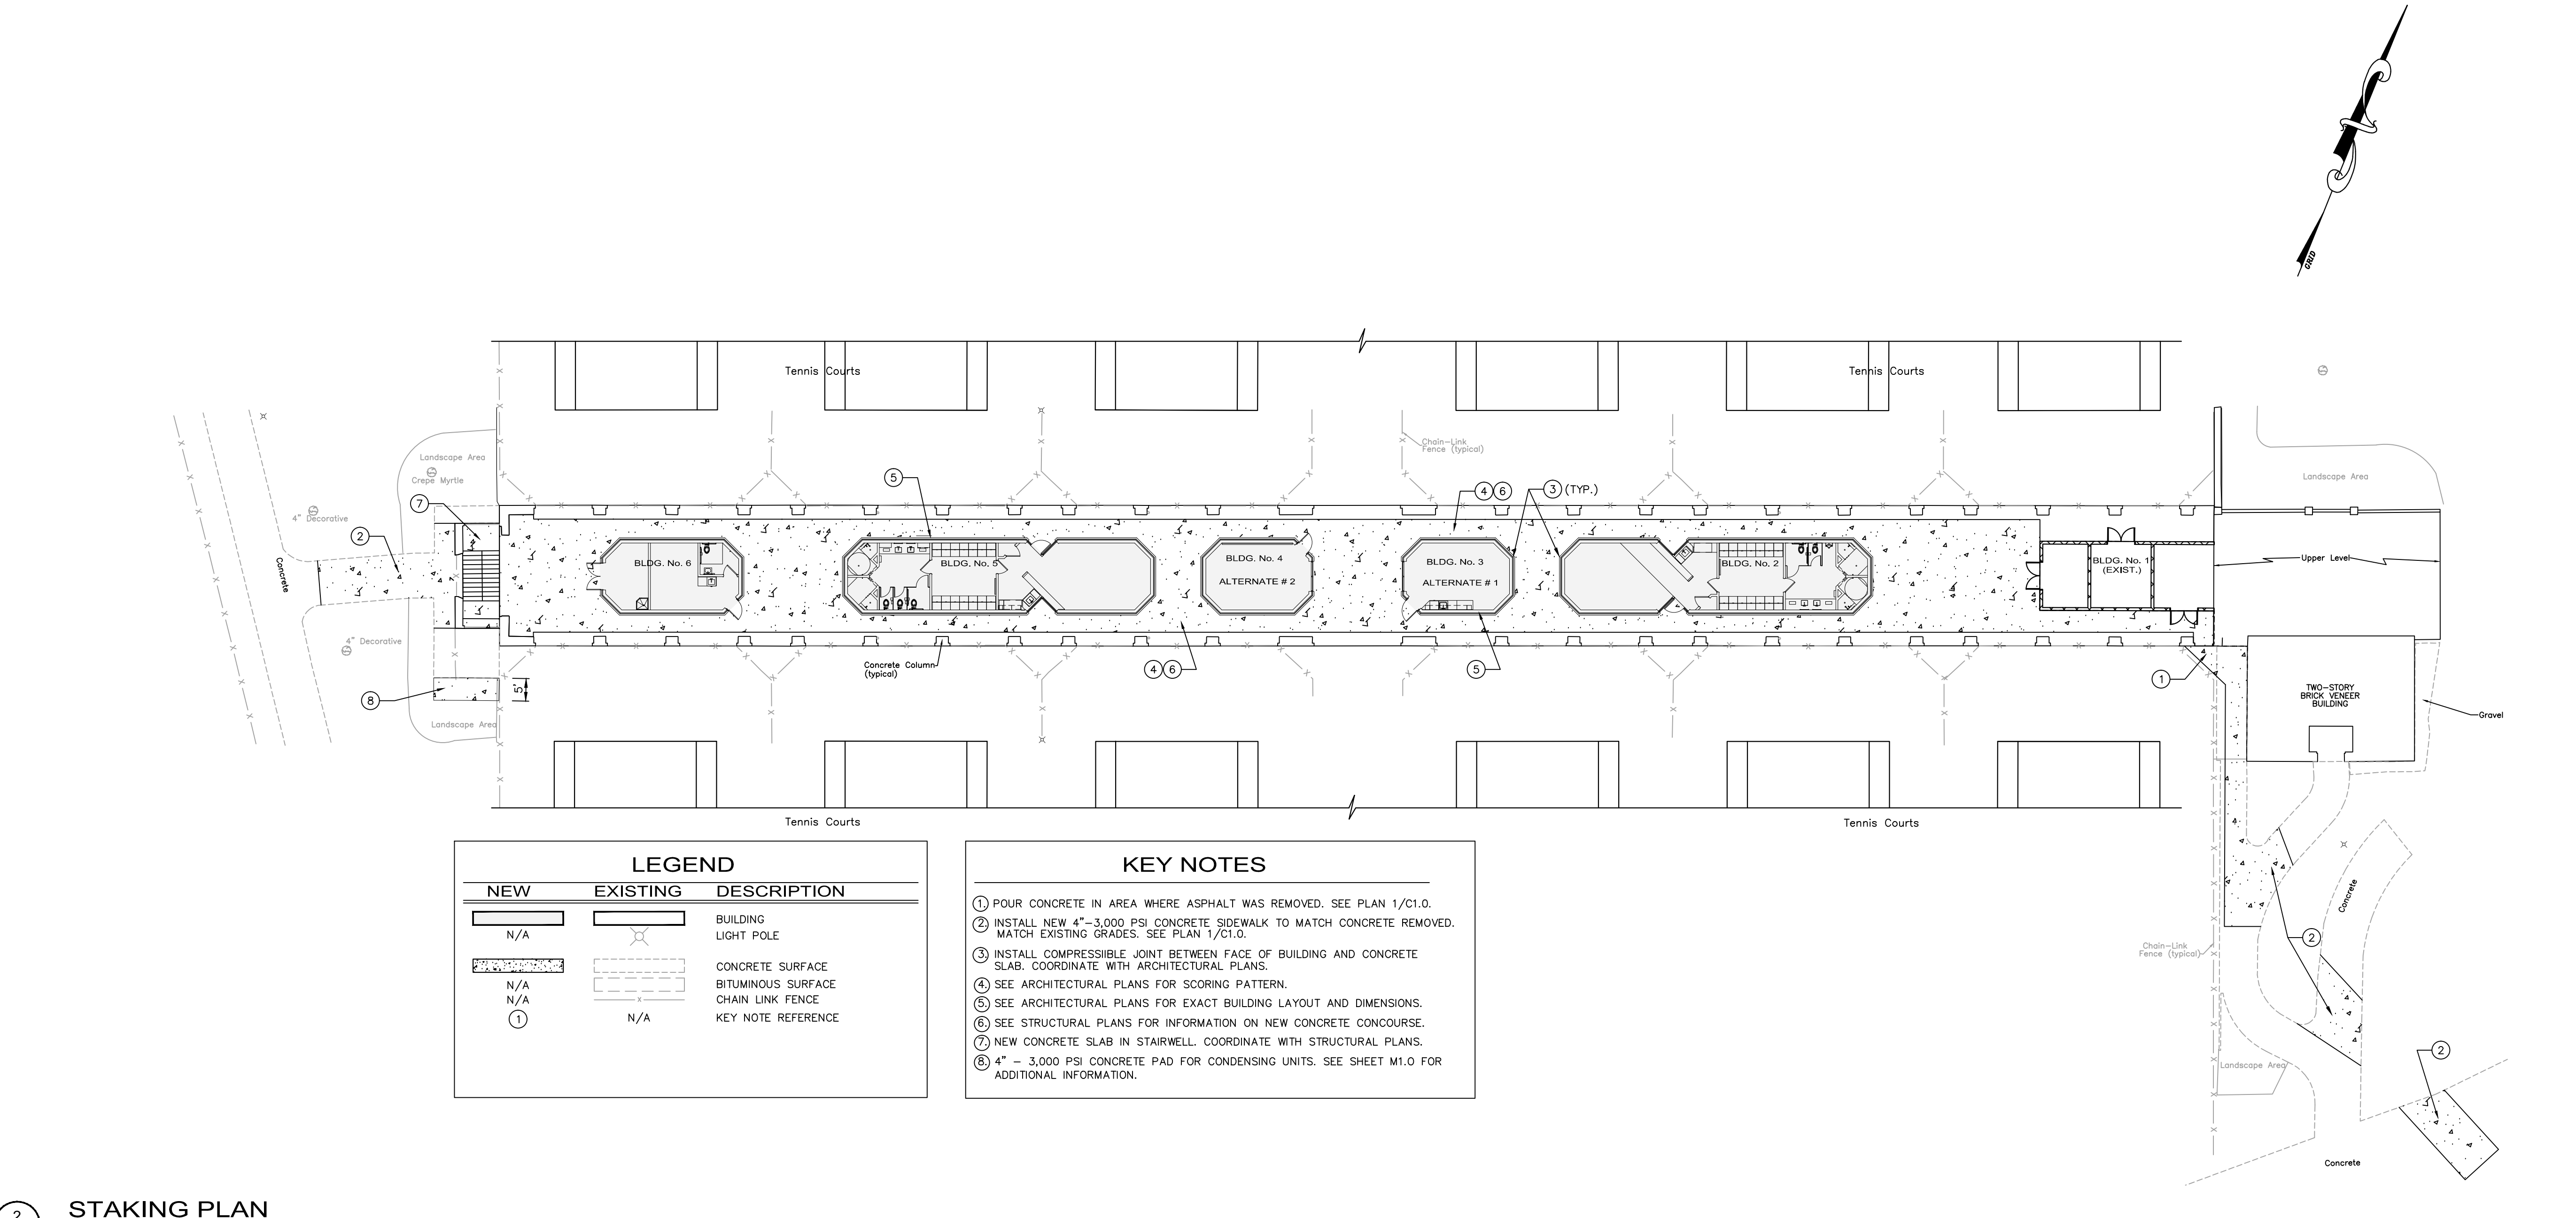 GRID
Tennis Courts
Tennis Courts
Chain-Link
Fence (typical)
Landscape Area
Crepe Myrtle
Landscape Area
4" Decorative
5
4 6
3 (TYP.)
7
2
Concrete
BLDG. No. 6
BLDG. No. 5
BLDG. No. 4
ALTERNATE # 2
BLDG. No. 3
ALTERNATE # 1
BLDG. No. 2
BLDG. No. 1
(EXIST.)
Upper Level
4" Decorative
Concrete Column
(typical)
4 6
5
1
8
5'
Landscape Area
TWO-STORY
BRICK VENEER
BUILDING
Gravel
Tennis Courts
Tennis Courts
LEGEND
NEW EXISTING DESCRIPTION
BUILDING
N/A LIGHT POLE
CONCRETE SURFACE
N/A BITUMINOUS SURFACE
N/A x CHAIN LINK FENCE
1 N/A KEY NOTE REFERENCE
KEY NOTES
1. POUR CONCRETE IN AREA WHERE ASPHALT WAS REMOVED. SEE PLAN 1/C1.0.
2. INSTALL NEW 4"-3,000 PSI CONCRETE SIDEWALK TO MATCH CONCRETE REMOVED.
MATCH EXISTING GRADES. SEE PLAN 1/C1.0.
3. INSTALL COMPRESSIIBLE JOINT BETWEEN FACE OF BUILDING AND CONCRETE
SLAB. COORDINATE WITH ARCHITECTURAL PLANS.
4. SEE ARCHITECTURAL PLANS FOR SCORING PATTERN.
5. SEE ARCHITECTURAL PLANS FOR EXACT BUILDING LAYOUT AND DIMENSIONS.
6. SEE STRUCTURAL PLANS FOR INFORMATION ON NEW CONCRETE CONCOURSE.
7. NEW CONCRETE SLAB IN STAIRWELL. COORDINATE WITH STRUCTURAL PLANS.
8. 4" - 3,000 PSI CONCRETE PAD FOR CONDENSING UNITS. SEE SHEET M1.0 FOR
ADDITIONAL INFORMATION.
Concrete
2
Chain-Link
Fence (typical)
Landscape Area
2
Concrete
2 STAKING PLAN